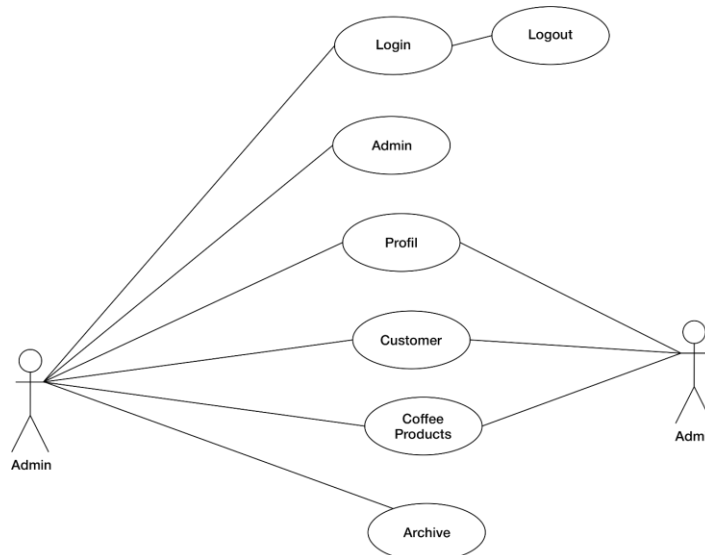 Login
Logout
Admin
Profil
Customer
Coffee
Products
Admin
Archive